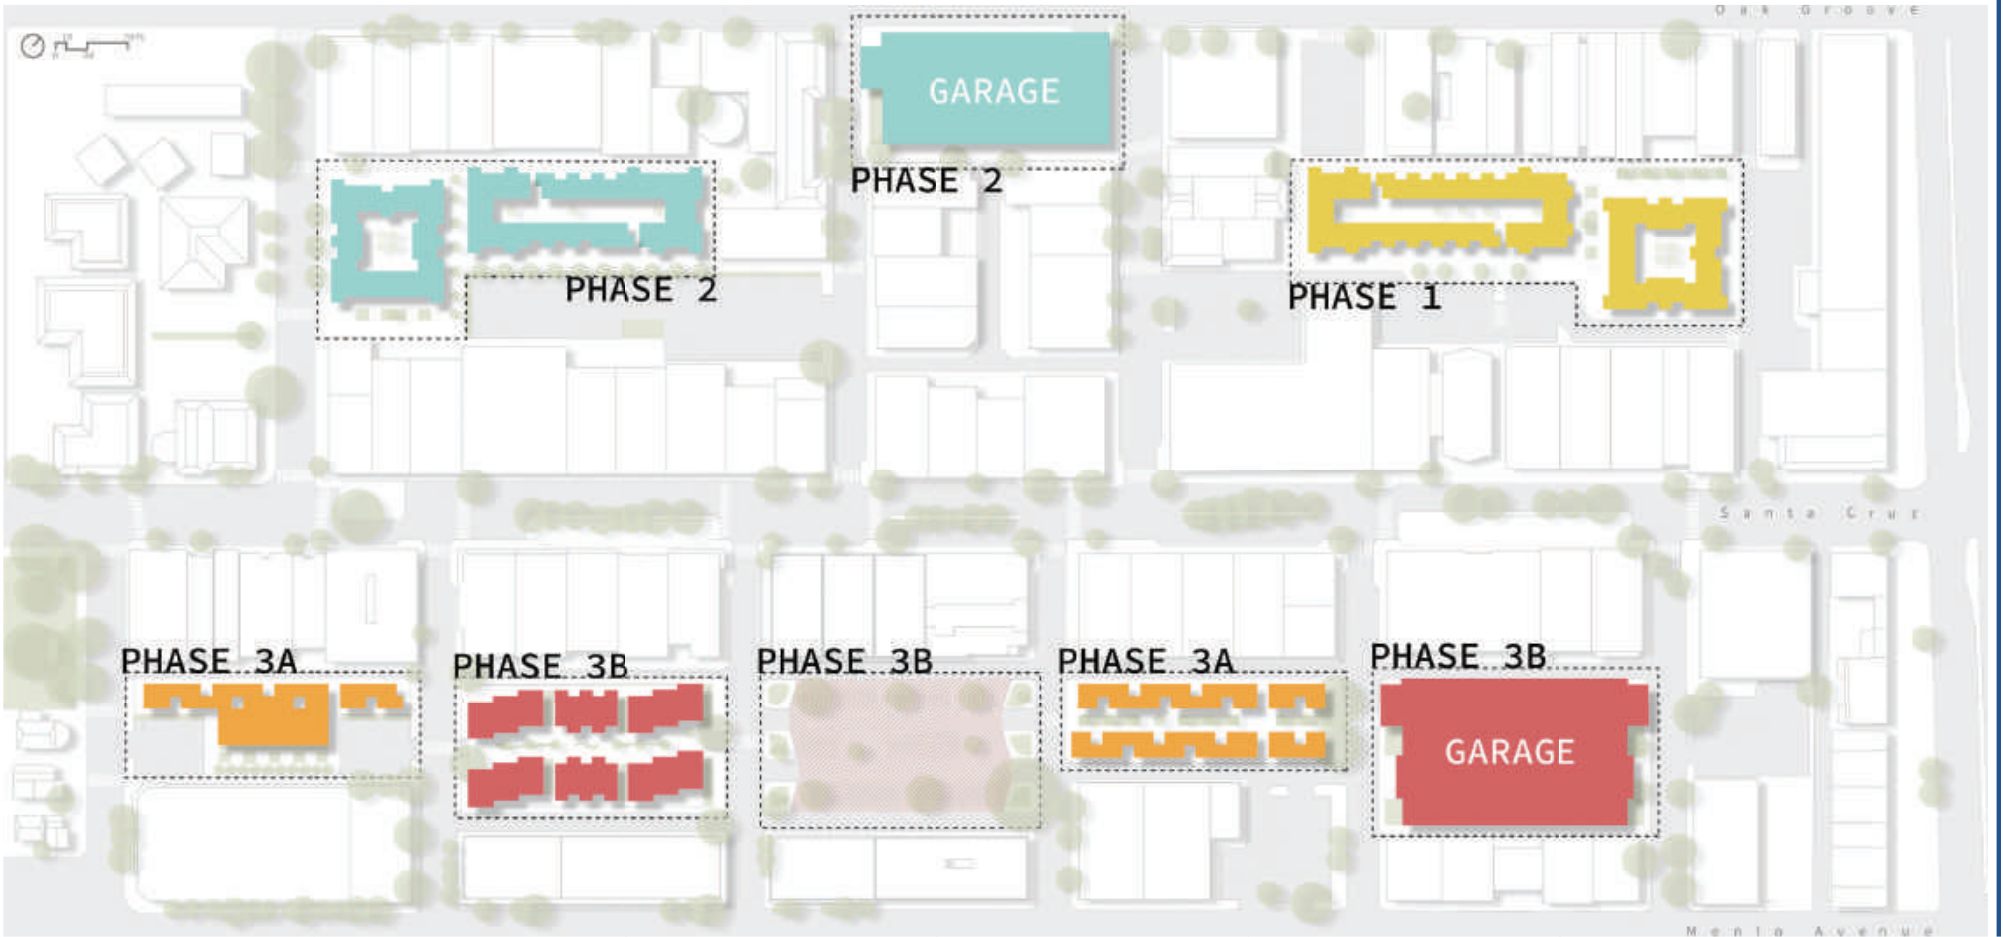 Oak Groove
GARAGE
PHASE 2
PHASE 2
PHASE 1
Santa Cruz
PHASE 3A
PHASE 3B
PHASE 3B
PHASE 3A
PHASE 3B
GARAGE
Menlo Avenue